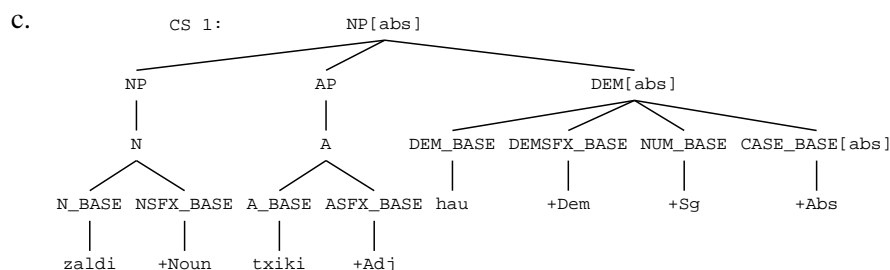 c. CS 1: NP[abs]
NP AP DEM[abs]
N A DEM_BASE DEMSFX_BASE NUM_BASE CASE_BASE[abs]
N_BASE NSFX_BASE A_BASE ASFX_BASE hau +Dem +Sg +Abs
zaldi +Noun txiki +Adj